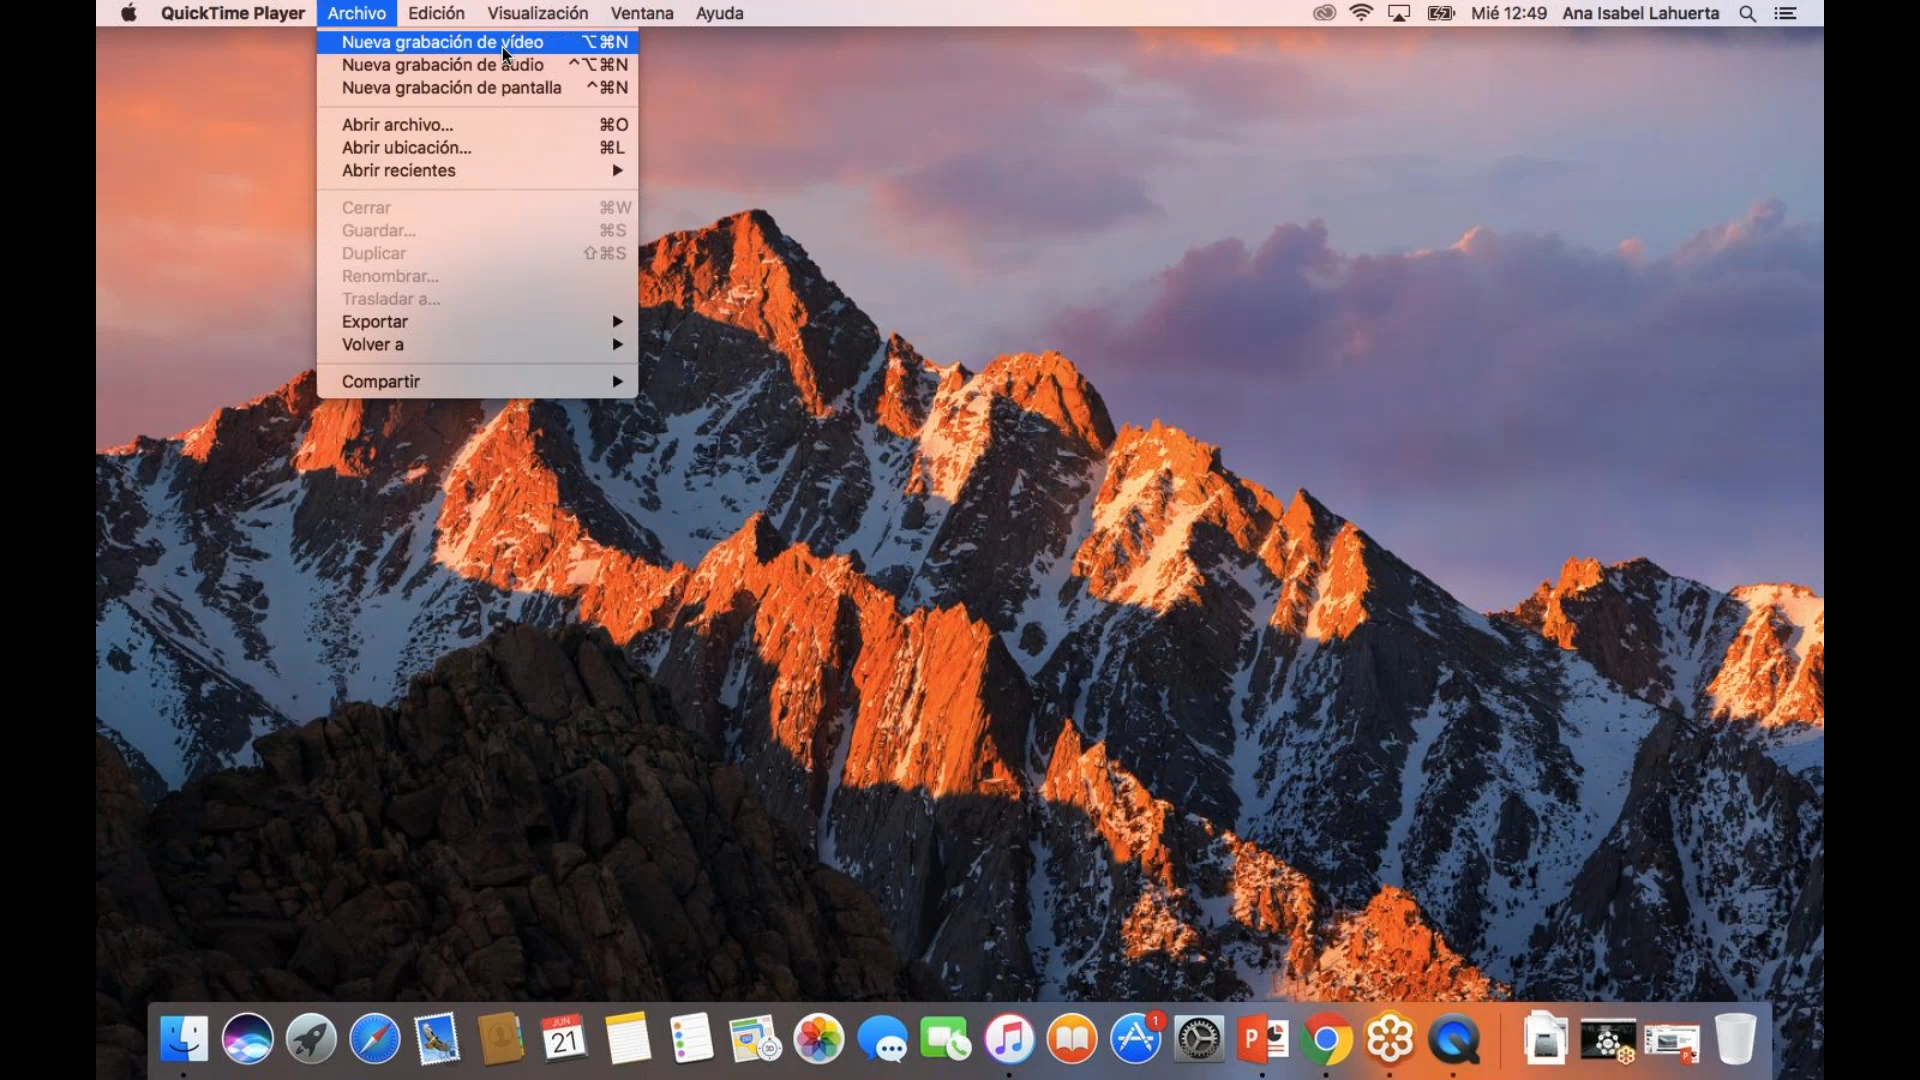 QuickTime Player Archivo Edición Visualización Ventana Ayuda Mié 12:49 Ana Isabel Lahuerta
Nueva grabación de vídeo ⌥⌘N
Nueva grabación de audio ^⌥⌘N
Nueva grabación de pantalla ^⌘N
Abrir archivo... ⌘O
Abrir ubicación... ⌘L
Abrir recientes
Cerrar ⌘W
Guardar... ⌘S
Duplicar ⇧⌘S
Renombrar...
Trasladar a...
Exportar
Volver a
Compartir
JUN
21
3D
1
P
P